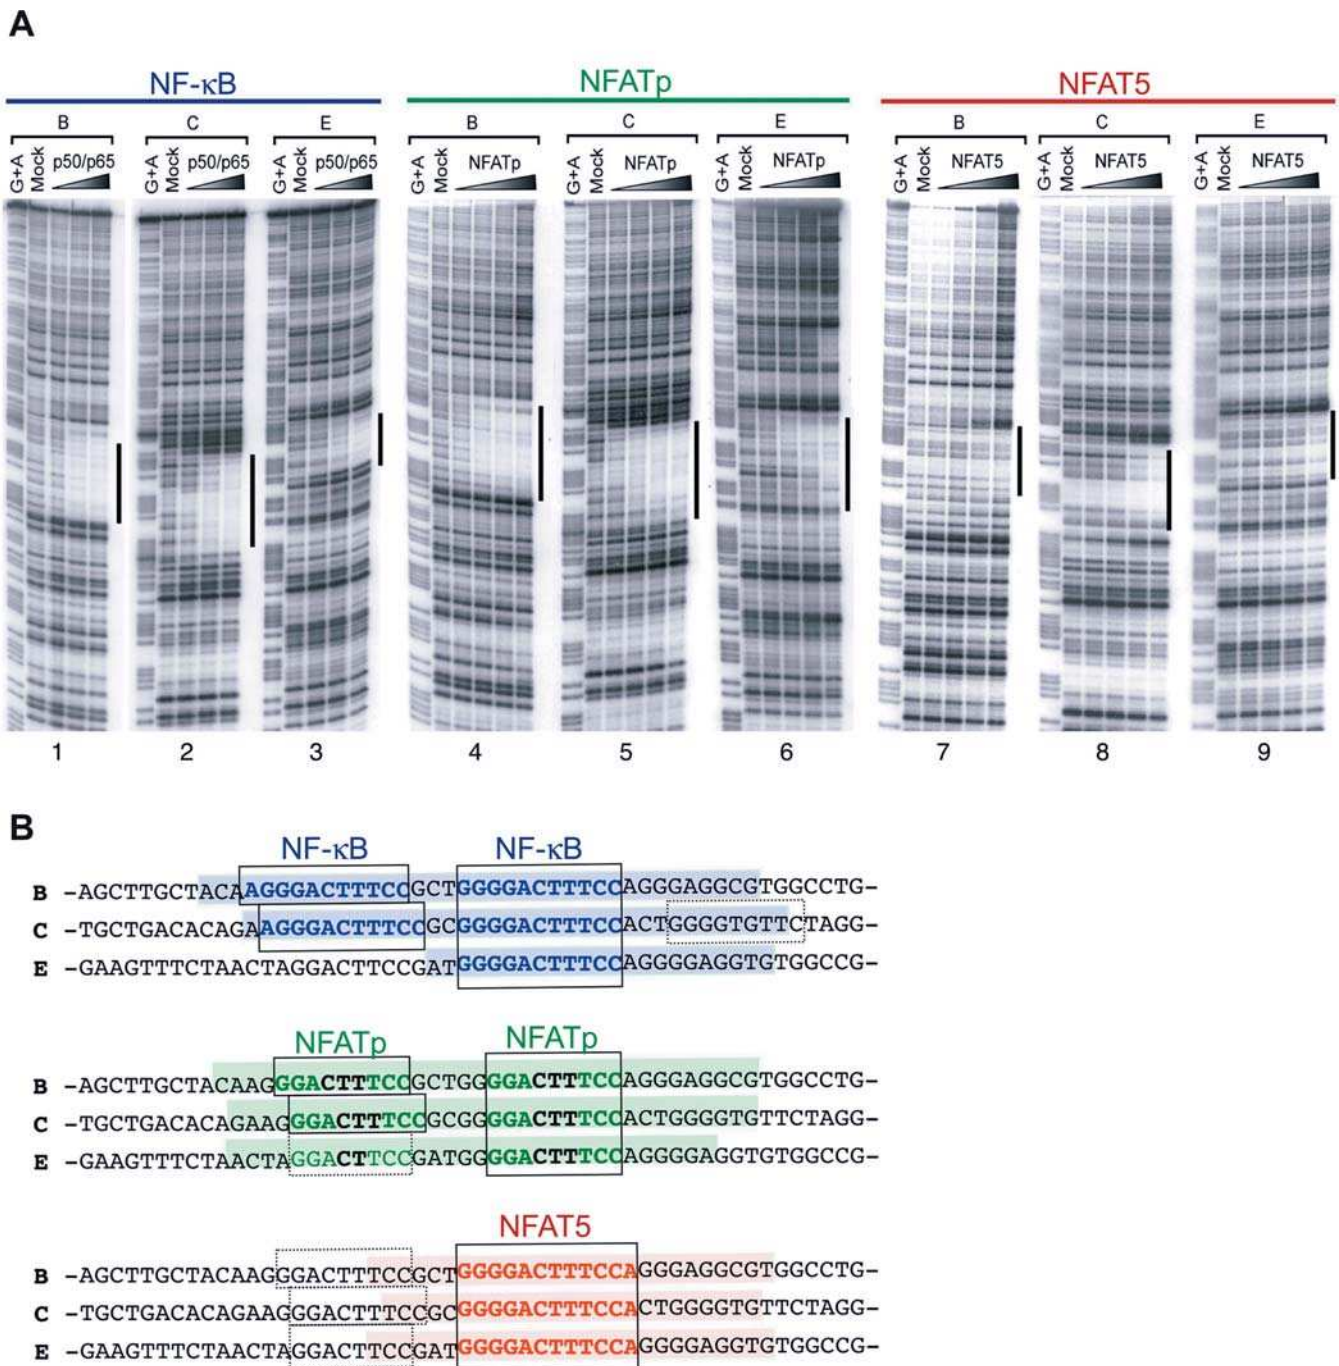 A
NF-κB NFATp NFAT5
B C E B C E B C E
G+A Mock p50/p65 G+A Mock p50/p65 G+A Mock p50/p65 G+A Mock NFATp G+A Mock NFATp G+A Mock NFATp G+A Mock NFAT5 G+A Mock NFAT5 G+A Mock NFAT5
1 2 3 4 5 6 7 8 9
B
NF-κB NF-κB
B -AGCTTGCTACAAGGGACTTTCCGCTGGGGACTTTCCAGGGAGGCGTGGCCTG-
C -TGCTGACACAGAAGGGACTTTCCGCGGGGACTTTCCACTGGGGTGTTCTAGG-
E -GAAGTTTCTAACTAGGACTTCCGATGGGGACTTTCCAGGGGAGGTGTGGCCG-
NFATp NFATp
B -AGCTTGCTACAAGGGACTTTCCGCTGGGGACTTTCCAGGGAGGCGTGGCCTG-
C -TGCTGACACAGAAGGGACTTTCCGCGGGGACTTTCCACTGGGGTGTTCTAGG-
E -GAAGTTTCTAACTAGGACTTCCGATGGGGACTTTCCAGGGGAGGTGTGGCCG-
NFAT5
B -AGCTTGCTACAAGGGACTTTCCGCTGGGGACTTTCCAGGGAGGCGTGGCCTG-
C -TGCTGACACAGAAGGGACTTTCCGCGGGGACTTTCCACTGGGGTGTTCTAGG-
E -GAAGTTTCTAACTAGGACTTCCGATGGGGACTTTCCAGGGGAGGTGTGGCCG-